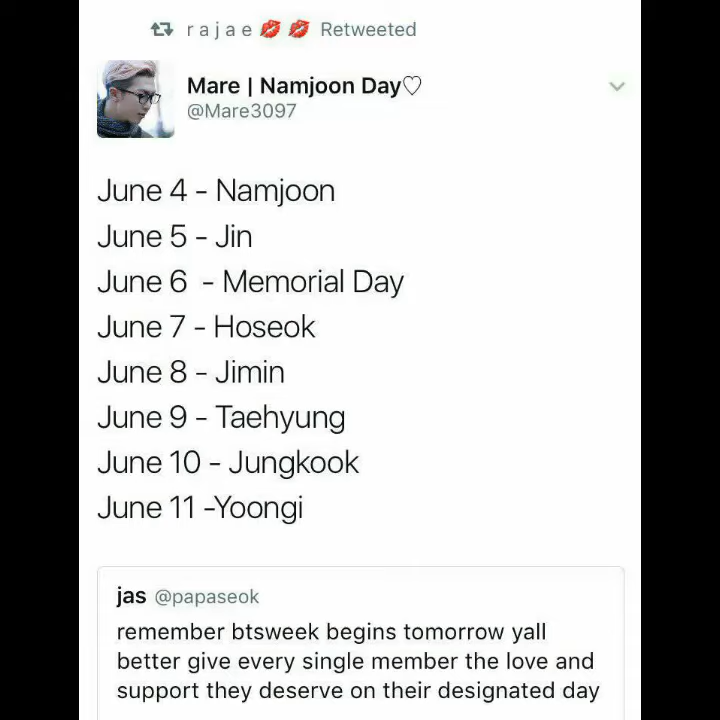 r a j a e 💋 💋 Retweeted
Mare | Namjoon Day♡
@Mare3097
June 4 - Namjoon
June 5 - Jin
June 6  - Memorial Day
June 7 - Hoseok
June 8 - Jimin
June 9 - Taehyung
June 10 - Jungkook
June 11 -Yoongi
jas @papaseok
remember btsweek begins tomorrow yall
better give every single member the love and
support they deserve on their designated day